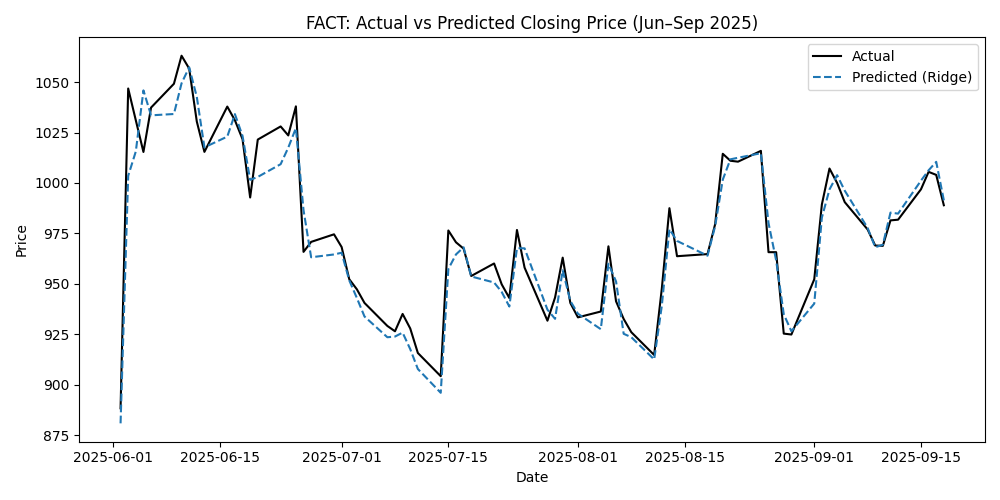 FACT: Actual vs Predicted Closing Price (Jun–Sep 2025)
Actual
Predicted (Ridge)
Price
1050
1025
1000
975
950
925
900
875
2025-06-01 2025-06-15 2025-07-01 2025-07-15 2025-08-01 2025-08-15 2025-09-01 2025-09-15
Date